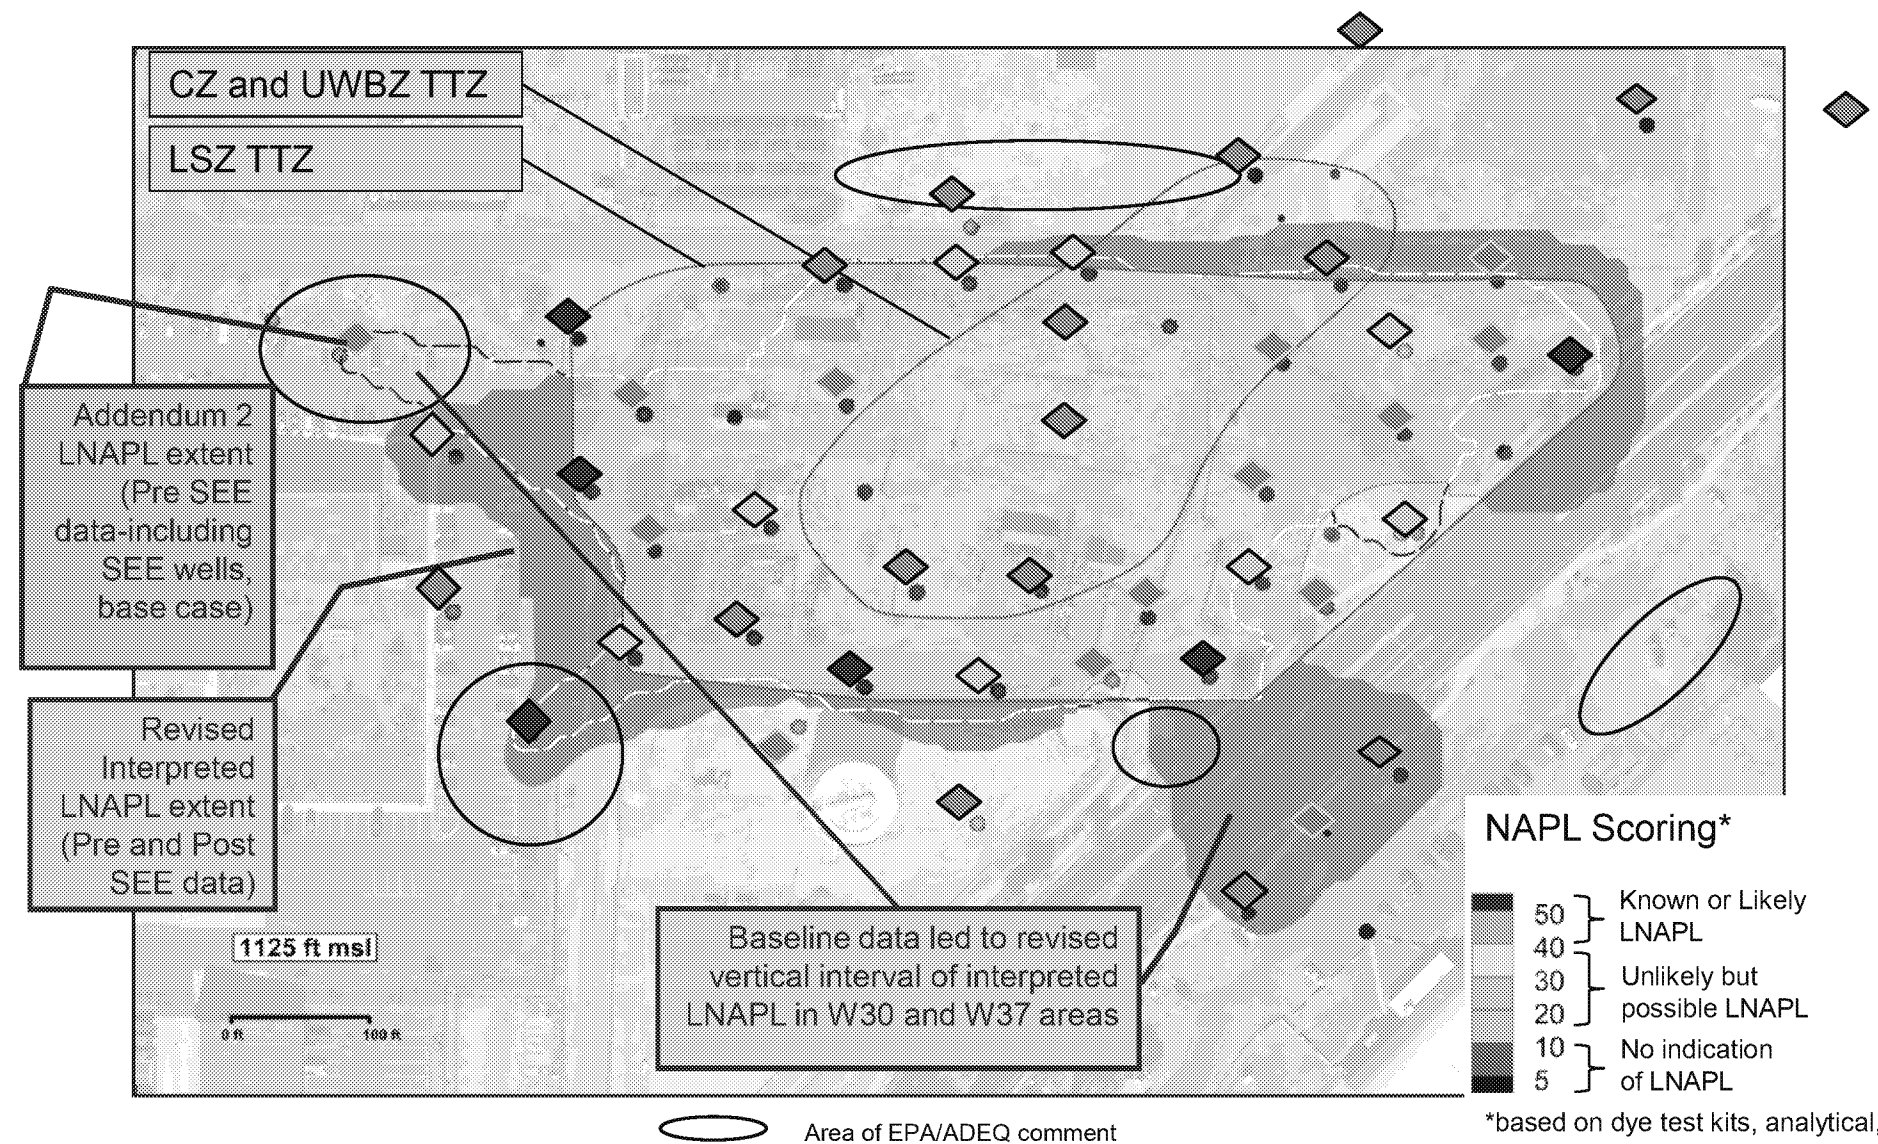 CZ and UWBZ TTZ
LSZ TTZ
Addendum 2
LNAPL extent
(Pre SEE
data-including
SEE wells,
base case)
Revised
Interpreted
LNAPL extent
(Pre and Post
SEE data)
1125 ft msl
0 ft
100 ft
Baseline data led to revised
vertical interval of interpreted
LNAPL in W30 and W37 areas
NAPL Scoring*
50
40
30
20
10
5
Known or Likely
LNAPL
Unlikely but
possible LNAPL
No indication
of LNAPL
*based on dye test kits, analytical,
Area of EPA/ADEQ comment